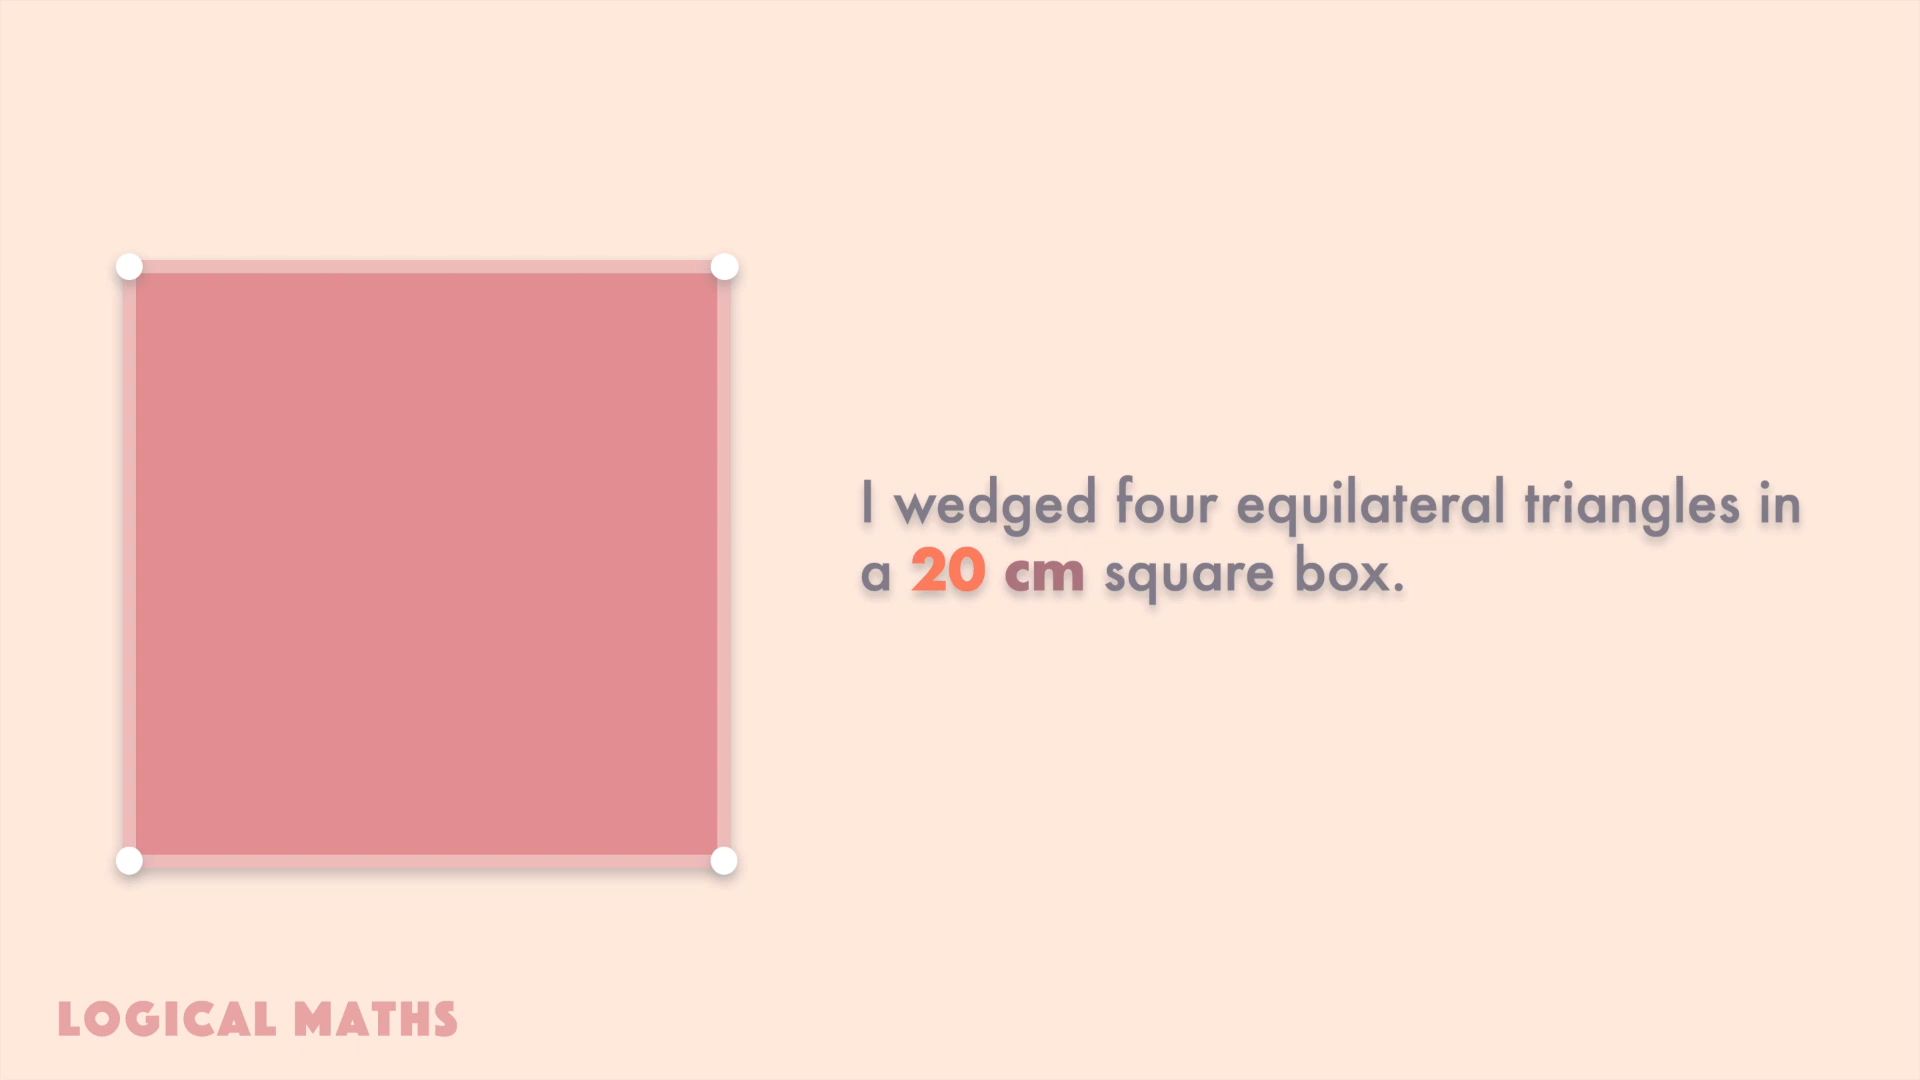 I wedged four equilateral triangles in
a 20 cm square box.
LOGICAL MATHS